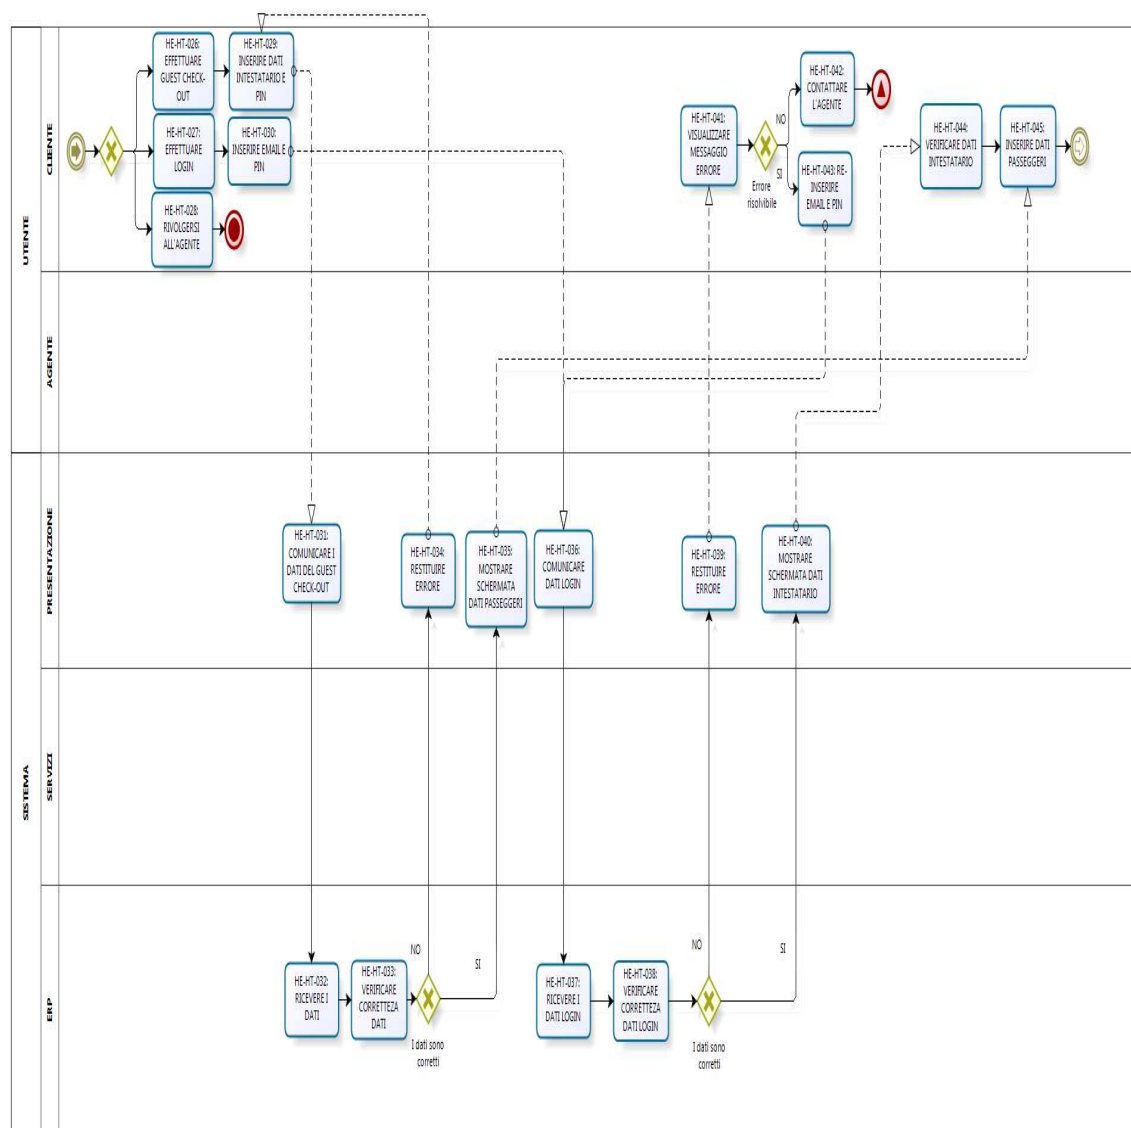 UTENTE
CLIENTE
AGENTE
SISTEMA
PRESENTAZIONE
SERVIZI
ERP
HE-HT-026:
EFFETTUARE
GUEST CHECK-
OUT
HE-HT-029:
INSERIRE DATI
INTESTATARIO E
PIN
HE-HT-027:
EFFETTUARE
LOGIN
HE-HT-030:
INSERIRE EMAIL E
PIN
HE-HT-028:
RIVOLGERSI
ALL'AGENTE
HE-HT-041:
VISUALIZZARE
MESSAGGIO
ERRORE
NO
SI
Errore
risolvibile
HE-HT-042:
CONTATTARE
L'AGENTE
HE-HT-043: RE-
INSERIRE
EMAIL E PIN
HE-HT-044:
VERIFICARE DATI
INTESTATARIO
HE-HT-045:
INSERIRE DATI
PASSEGGERI
HE-HT-031:
COMUNICARE I
DATI DEL GUEST
CHECK-OUT
HE-HT-034:
RESTITUIRE
ERRORE
HE-HT-035:
MOSTRARE
SCHERMATA
DATI PASSEGGERI
HE-HT-036:
COMUNICARE
DATI LOGIN
HE-HT-039:
RESTITUIRE
ERRORE
HE-HT-040:
MOSTRARE
SCHERMATA DATI
INTESTATARIO
HE-HT-032:
RICEVERE I
DATI
HE-HT-033:
VERIFICARE
CORRETTEZA
DATI
NO
SI
I dati sono
corretti
HE-HT-037:
RICEVERE I
DATI LOGIN
HE-HT-038:
VERIFICARE
CORRETTEZZA
DATI LOGIN
NO
SI
I dati sono
corretti